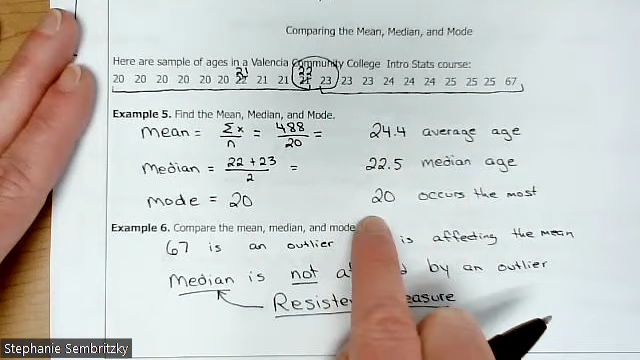 Comparing the Mean, Median, and Mode
Here are sample of ages in a Valencia Community College Intro Stats course:
21 22
20 20 20 20 20 20 22 21 21 21 23 23 23 24 24 24 25 25 25 67
Example 5. Find the Mean, Median, and Mode.
mean = Σx/n = 488/20 = 24.4 average age
median = 22 + 23/2 = 22.5 median age
mode = 20 20 occurs the most
Example 6. Compare the mean, median, and mode
67 is an outlier is affecting the mean
Median is not by an outlier
Stephanie Sembritzky